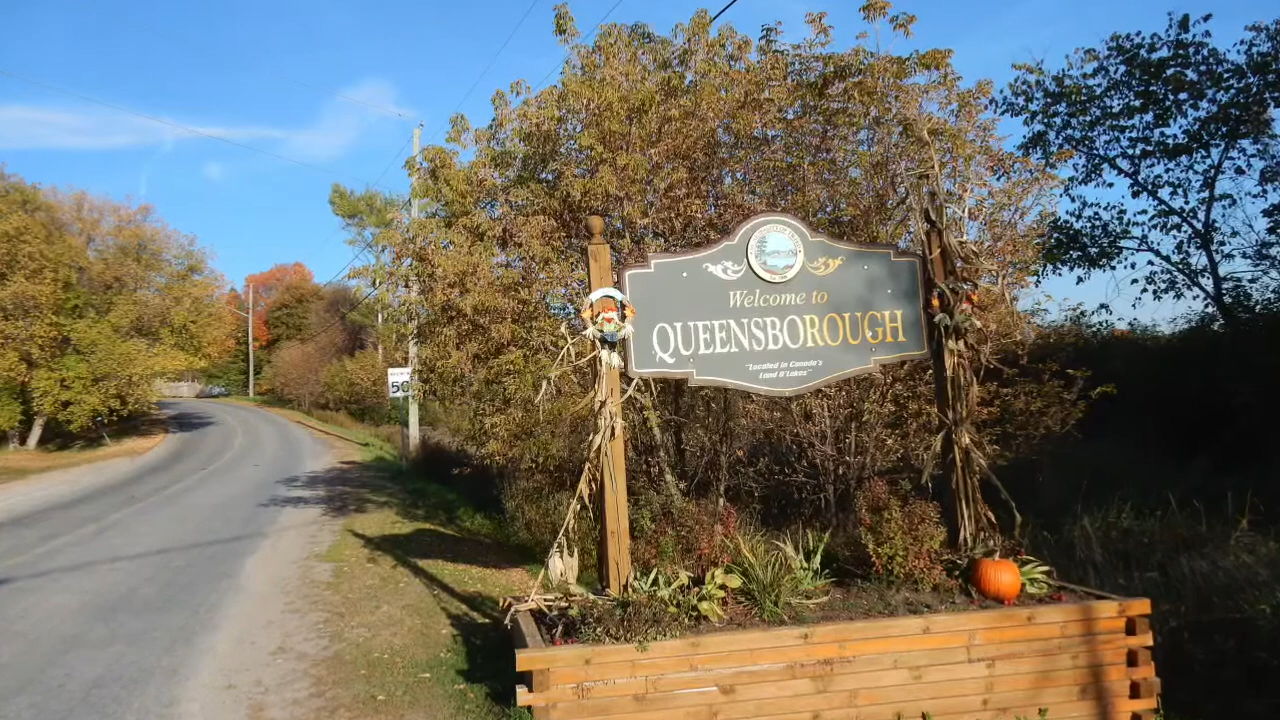 Welcome to
QUEENSBOROUGH
"Located in Canada's
Land O'Lakes"
50